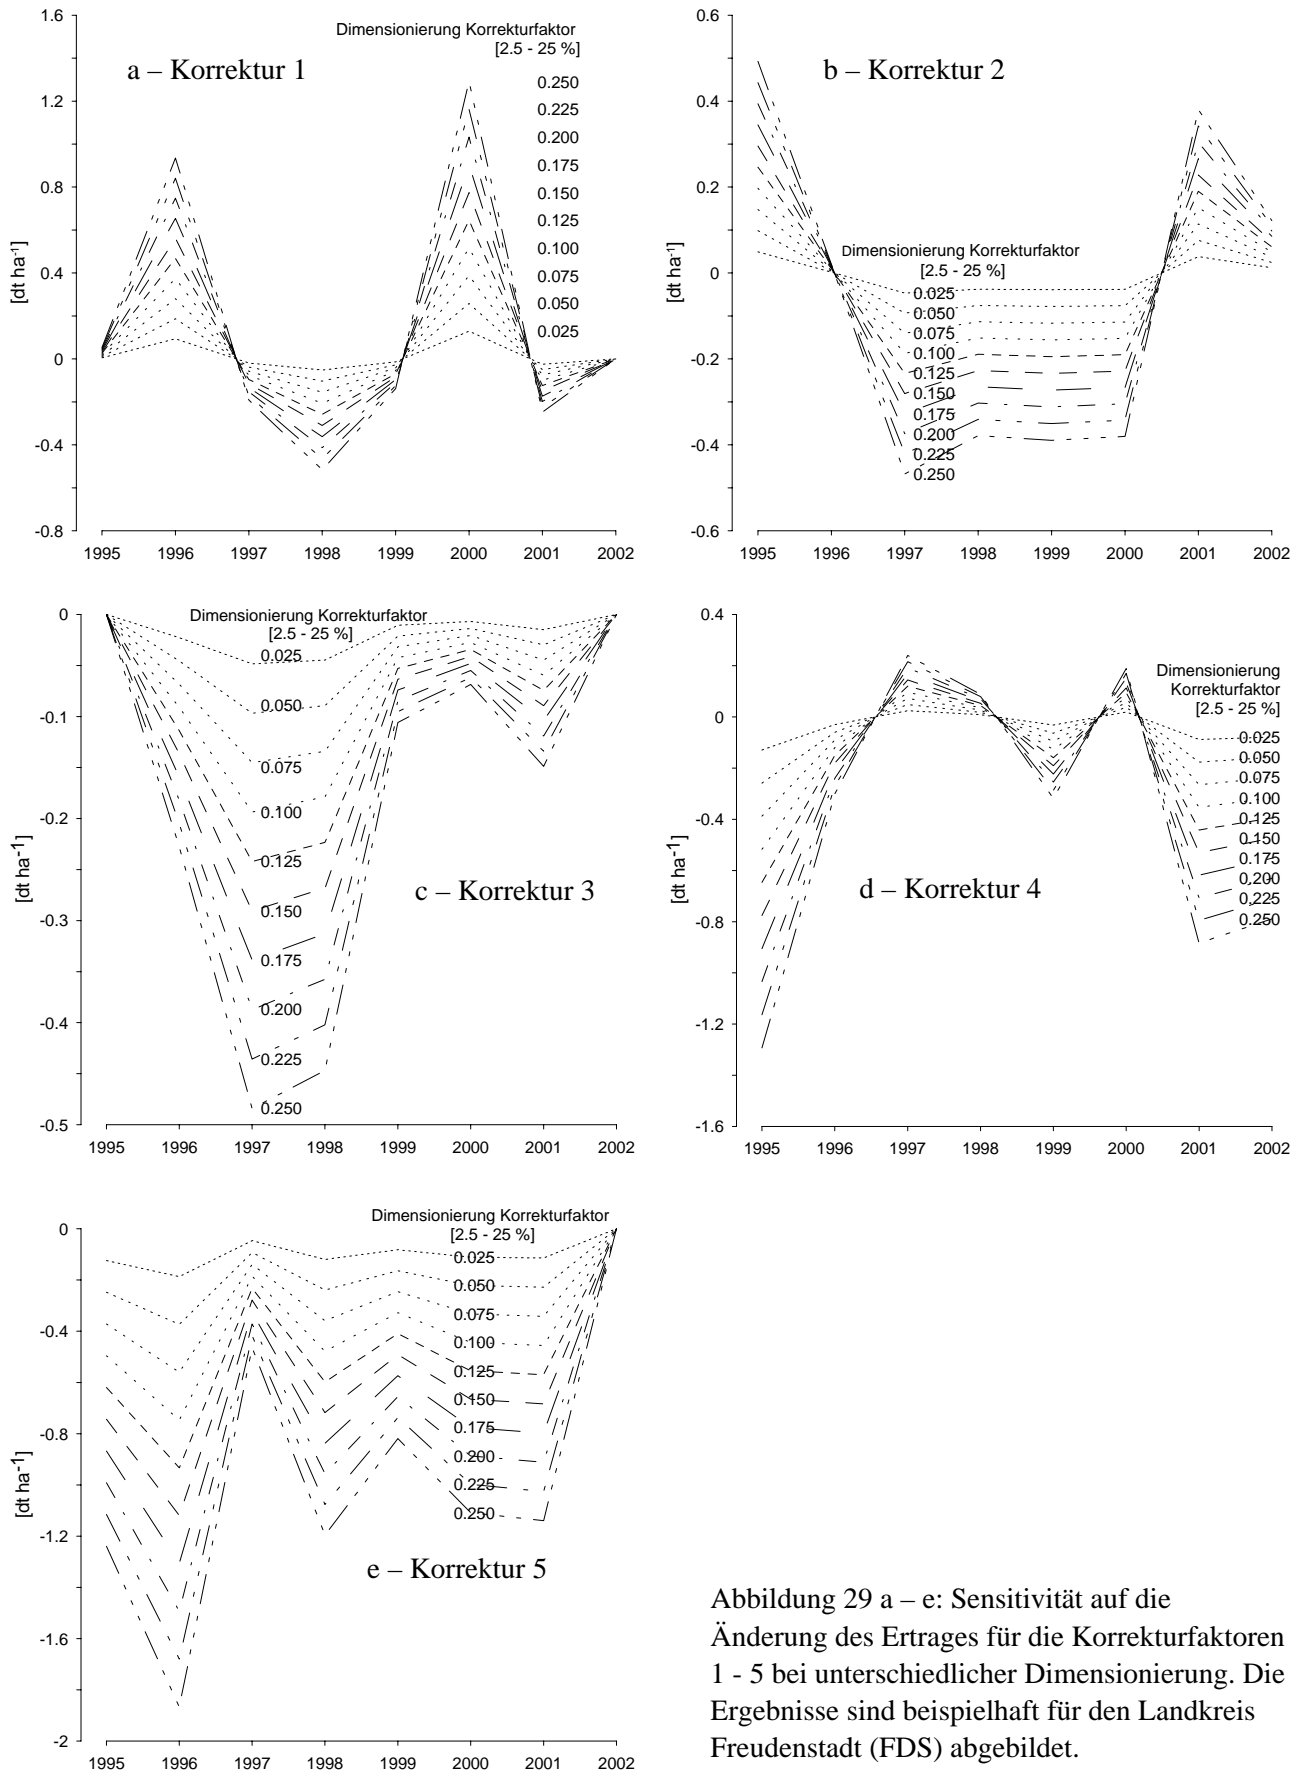 Dimensionierung Korrekturfaktor
[2.5 - 25 %]
a – Korrektur 1
0.250
0.225
0.200
0.175
0.150
0.125
0.100
0.075
0.050
0.025
[dt ha-1]
1.6
1.2
0.8
0.4
0
-0.4
-0.8
1995 1996 1997 1998 1999 2000 2001 2002
b – Korrektur 2
Dimensionierung Korrekturfaktor
[2.5 - 25 %]
0.025
0.050
0.075
0.100
0.125
0.150
0.175
0.200
0.225
0.250
[dt ha-1]
0.6
0.4
0.2
0
-0.2
-0.4
-0.6
1995 1996 1997 1998 1999 2000 2001 2002
Dimensionierung Korrekturfaktor
[2.5 - 25 %]
0.025
0.050
0.075
0.100
0.125
0.150
0.175
0.200
0.225
0.250
c – Korrektur 3
[dt ha-1]
0
-0.1
-0.2
-0.3
-0.4
-0.5
1995 1996 1997 1998 1999 2000 2001 2002
Dimensionierung
Korrekturfaktor
[2.5 - 25 %]
0.025
0.050
0.075
0.100
0.125
0.150
0.175
0.200
0.225
0.250
d – Korrektur 4
[dt ha-1]
0.4
0
-0.4
-0.8
-1.2
-1.6
1995 1996 1997 1998 1999 2000 2001 2002
Dimensionierung Korrekturfaktor
[2.5 - 25 %]
0.025
0.050
0.075
0.100
0.125
0.150
0.175
0.200
0.225
0.250
e – Korrektur 5
[dt ha-1]
0
-0.4
-0.8
-1.2
-1.6
-2
1995 1996 1997 1998 1999 2000 2001 2002
Abbildung 29 a – e: Sensitivität auf die
Änderung des Ertrages für die Korrekturfaktoren
1 - 5 bei unterschiedlicher Dimensionierung. Die
Ergebnisse sind beispielhaft für den Landkreis
Freudenstadt (FDS) abgebildet.